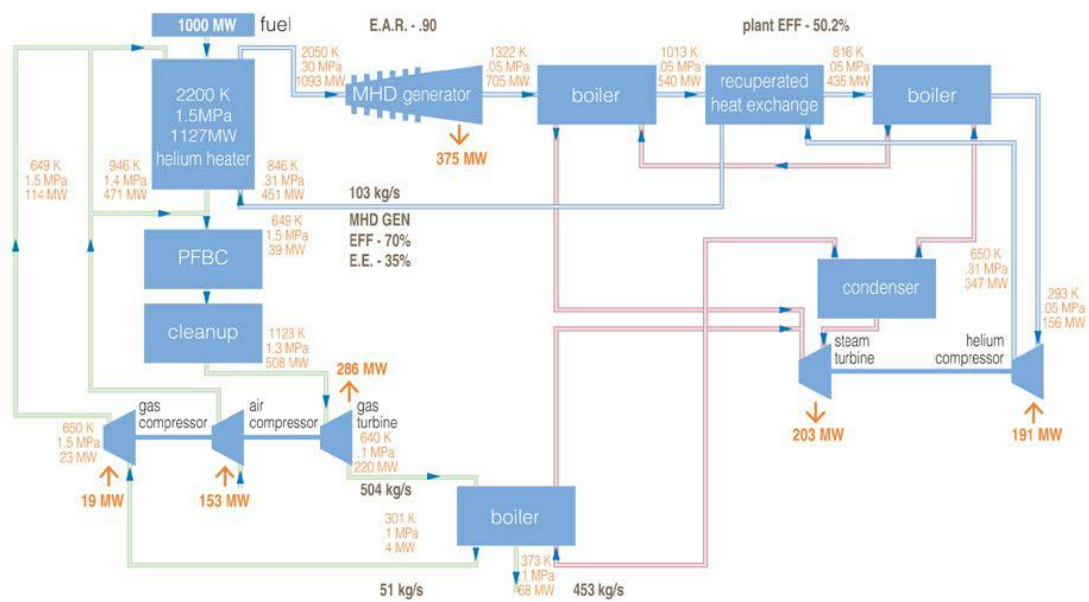 1000 MW
fuel
E.A.R. - .90
plant EFF - 50.2%
2050 K
.30 MPa
1093 MW
1322 K
.05 MPa
705 MW
1013 K
.05 MPa
540 MW
816 K
.05 MPa
435 MW
2200 K
1.5MPa
1127MW
helium heater
MHD generator
boiler
recuperated
heat exchange
boiler
375 MW
649 K
1.5 MPa
114 MW
946 K
1.4 MPa
471 MW
846 K
.31 MPa
451 MW
103 kg/s
MHD GEN
EFF - 70%
E.E. - 35%
649 K
1.5 MPa
39 MW
PFBC
cleanup
1123 K
1.3 MPa
508 MW
condenser
650 K
.31 MPa
347 MW
293 K
.05 MPa
156 MW
steam
turbine
helium
compressor
203 MW
191 MW
286 MW
gas
compressor
air
compressor
gas
turbine
650 K
1.5 MPa
23 MW
640 K
.1 MPa
220 MW
19 MW
153 MW
504 kg/s
boiler
301 K
.1 MPa
4 MW
373 K
.1 MPa
68 MW
51 kg/s
453 kg/s